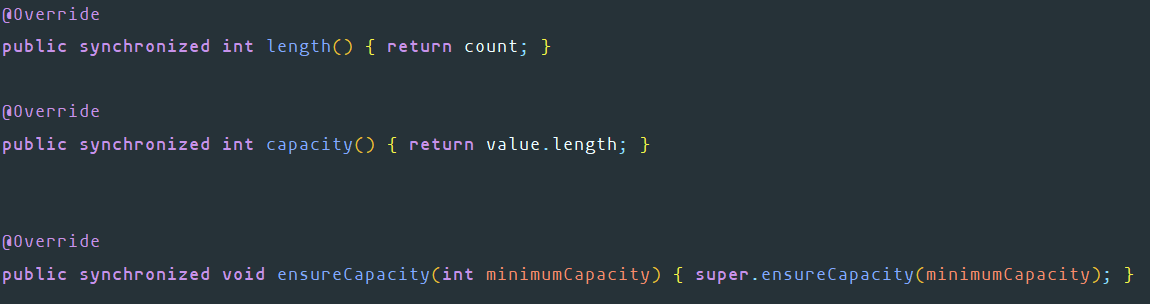 @Override
public synchronized int length() { return count; }
@Override
public synchronized int capacity() { return value.length; }
@Override
public synchronized void ensureCapacity(int minimumCapacity) { super.ensureCapacity(minimumCapacity); }